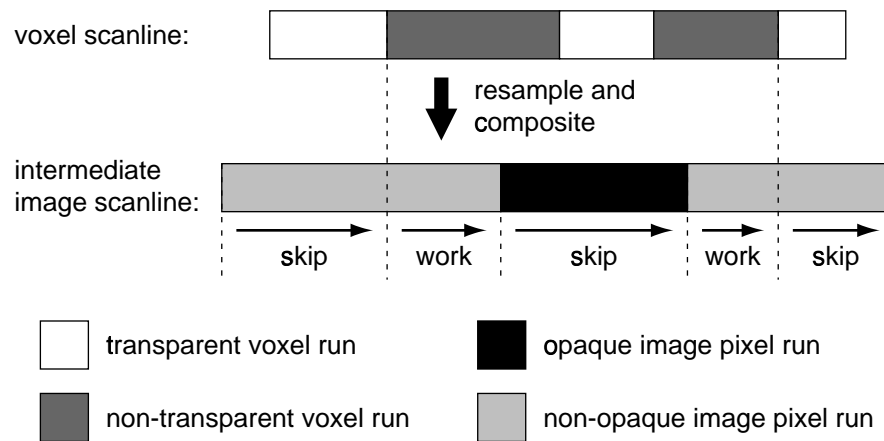 voxel scanline:
resample and
composite
intermediate
image scanline:
skip
work
skip
work
skip
transparent voxel run
opaque image pixel run
non-transparent voxel run
non-opaque image pixel run